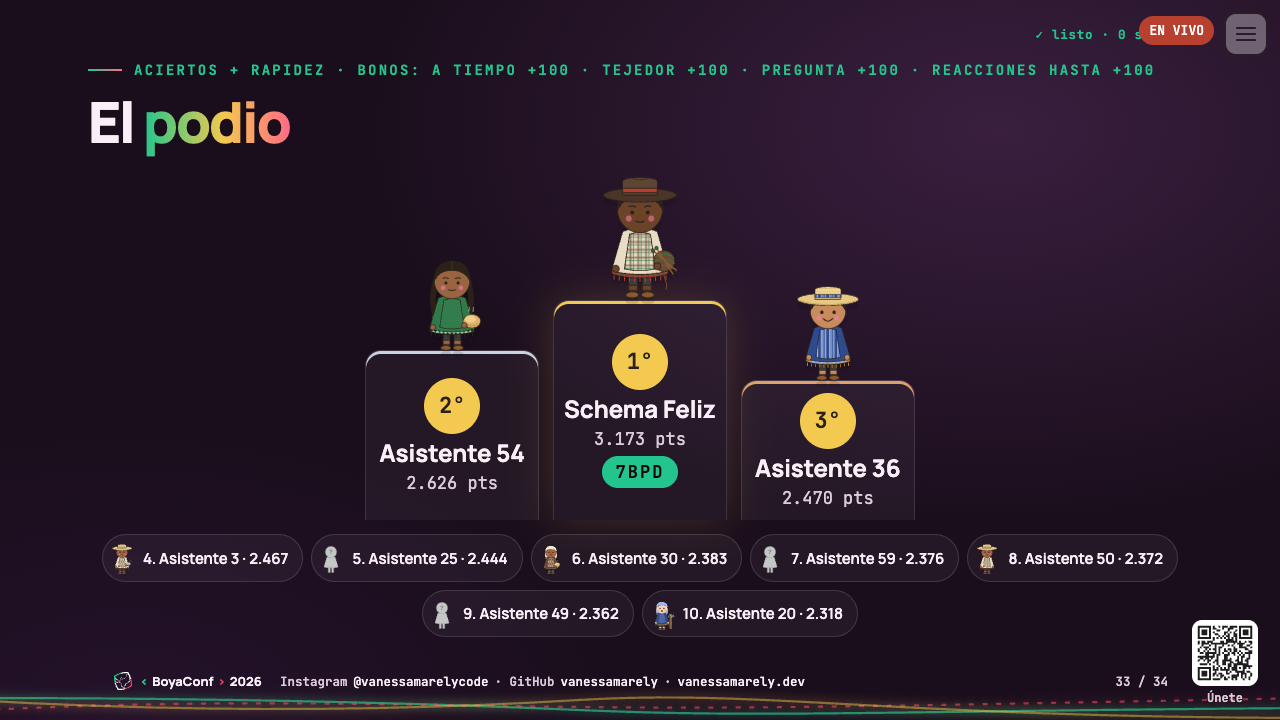 ✓ listo · 0 s
EN VIVO
ACIERTOS + RAPIDEZ · BONOS: A TIEMPO +100 · TEJEDOR +100 · PREGUNTA +100 · REACCIONES HASTA +100
El podio
1°
Schema Feliz
3.173 pts
7BPD
2°
Asistente 54
2.626 pts
3°
Asistente 36
2.470 pts
4. Asistente 3 · 2.467
5. Asistente 25 · 2.444
6. Asistente 30 · 2.383
7. Asistente 59 · 2.376
8. Asistente 50 · 2.372
9. Asistente 49 · 2.362
10. Asistente 20 · 2.318
‹ BoyaConf › 2026 Instagram @vanessamarelycode · GitHub vanessamarely · vanessamarely.dev
33 / 34
Únete